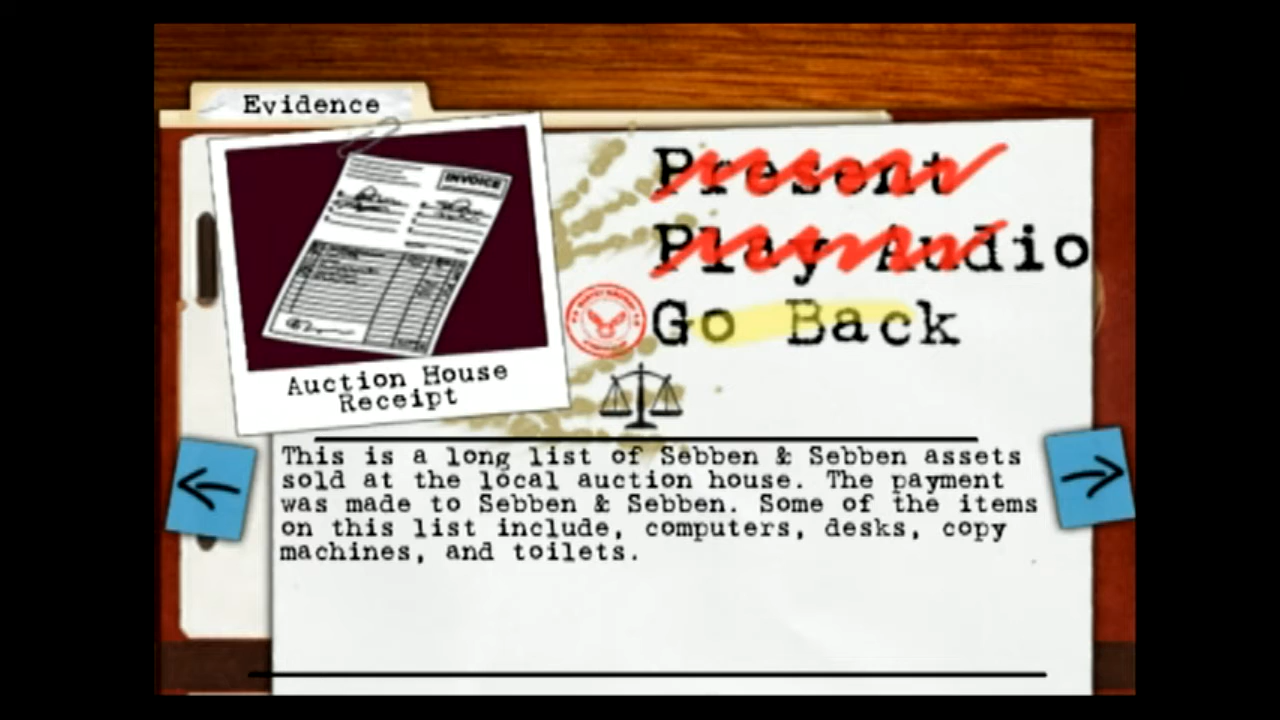 Evidence
INVOICE
Present
Play Audio
Go Back
Auction House
Receipt
This is a long list of Sebben & Sebben assets
sold at the local auction house. The payment
was made to Sebben & Sebben. Some of the items
on this list include, computers, desks, copy
machines, and toilets.